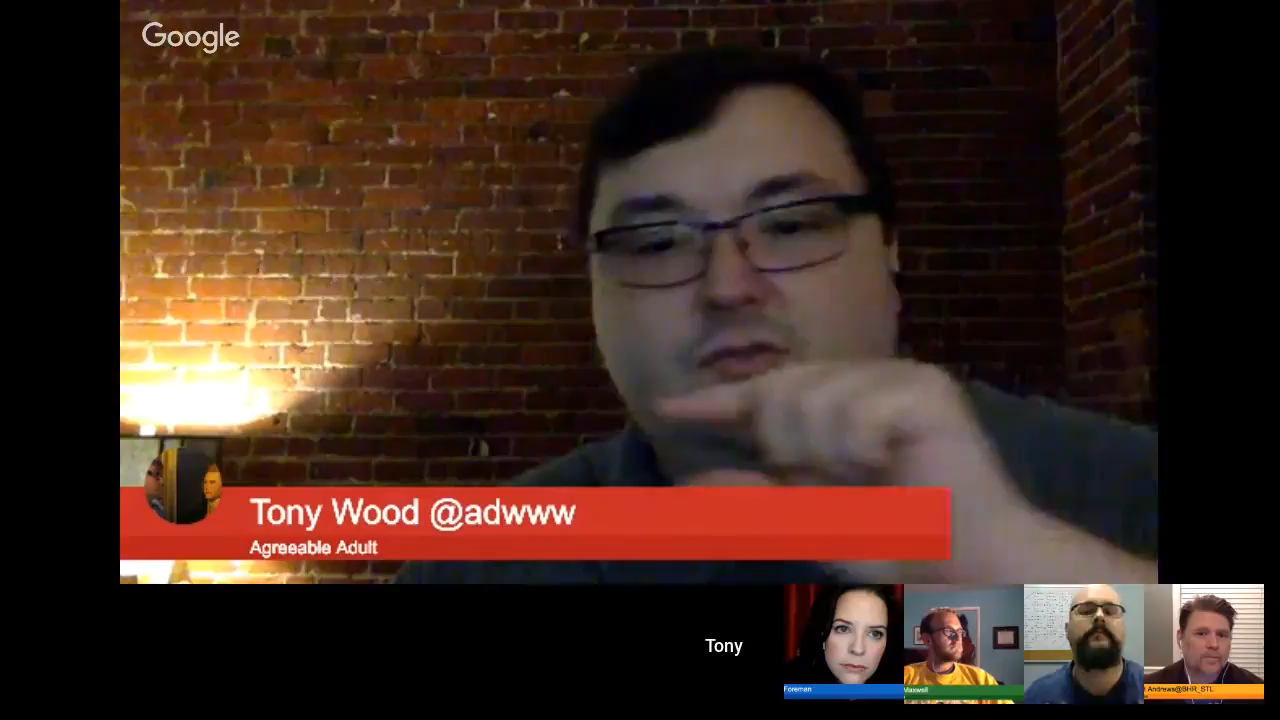 Google
Tony Wood @adwww
Agreeable Adult
Tony
Foreman
Maxwell
Andrews@SHR_STL